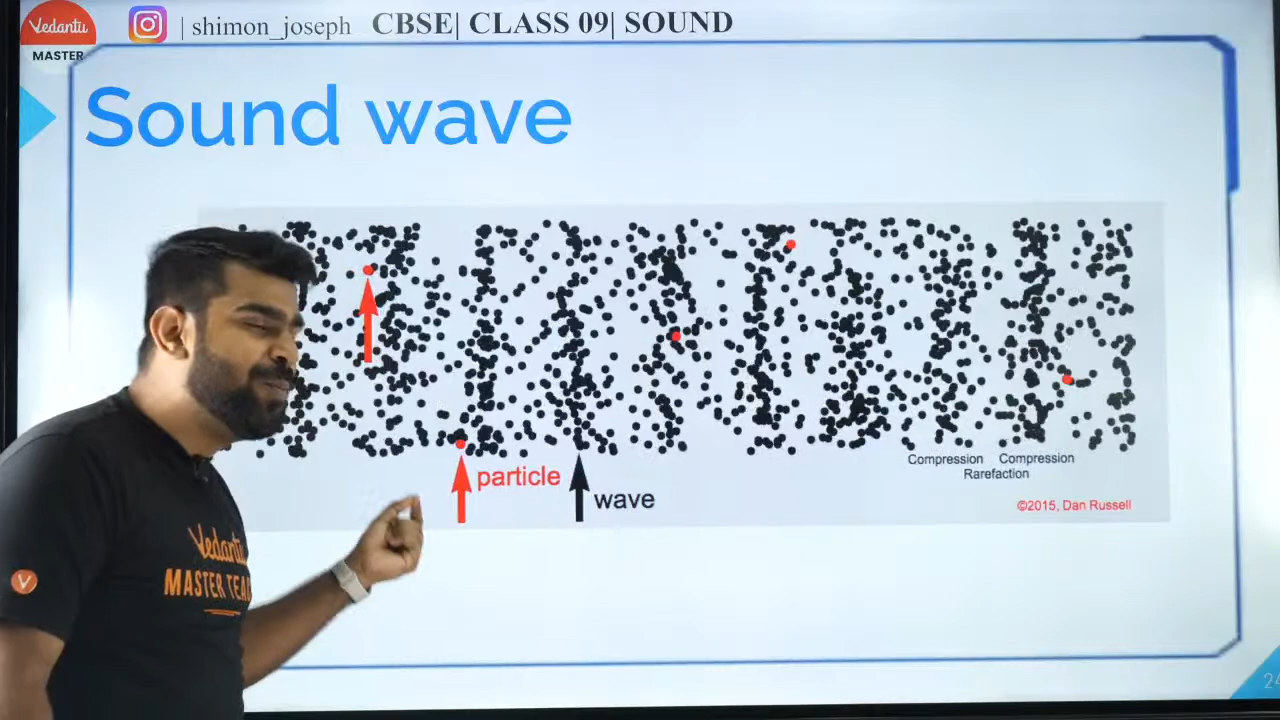 Vedantu
MASTER
| shimon_joseph CBSE| CLASS 09| SOUND
Sound wave
particle
wave
Compression Compression
Rarefaction
©2015, Dan Russell
Vedantu
MASTER TEA
V